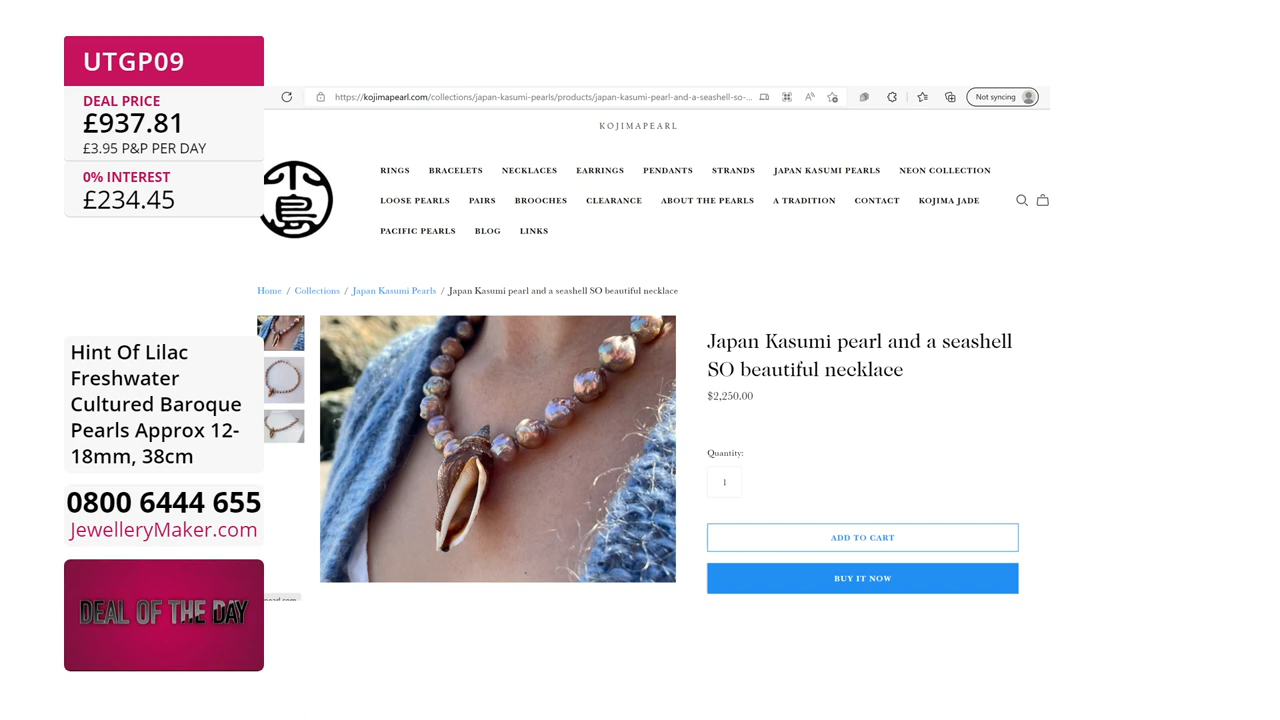 UTGP09
DEAL PRICE
£937.81
£3.95 P&P PER DAY
0% INTEREST
£234.45
Hint Of Lilac
Freshwater
Cultured Baroque
Pearls Approx 12-
18mm, 38cm
0800 6444 655
JewelleryMaker.com
DEAL OF THE DAY
https://kojimapearl.com/collections/japan-kasumi-pearls/products/japan-kasumi-pearl-and-a-seashell-so-...
Not syncing
KOJIMAPEARL
RINGS BRACELETS NECKLACES EARRINGS PENDANTS STRANDS JAPAN KASUMI PEARLS NEON COLLECTION
LOOSE PEARLS PAIRS BROOCHES CLEARANCE ABOUT THE PEARLS A TRADITION CONTACT KOJIMA JADE
PACIFIC PEARLS BLOG LINKS
Home / Collections / Japan Kasumi Pearls / Japan Kasumi pearl and a seashell SO beautiful necklace
Japan Kasumi pearl and a seashell
SO beautiful necklace
$2,250.00
Quantity:
1
ADD TO CART
BUY IT NOW